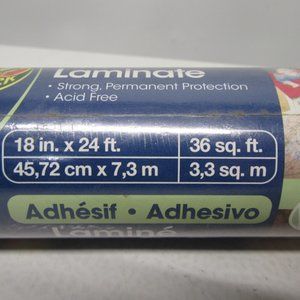 Laminate
• Strong, Permanent Protection
• Acid Free
18 in. x 24 ft. 36 sq. ft.
45,72 cm x 7,3 m 3,3 sq. m
Adhésif • Adhesivo
Laminé